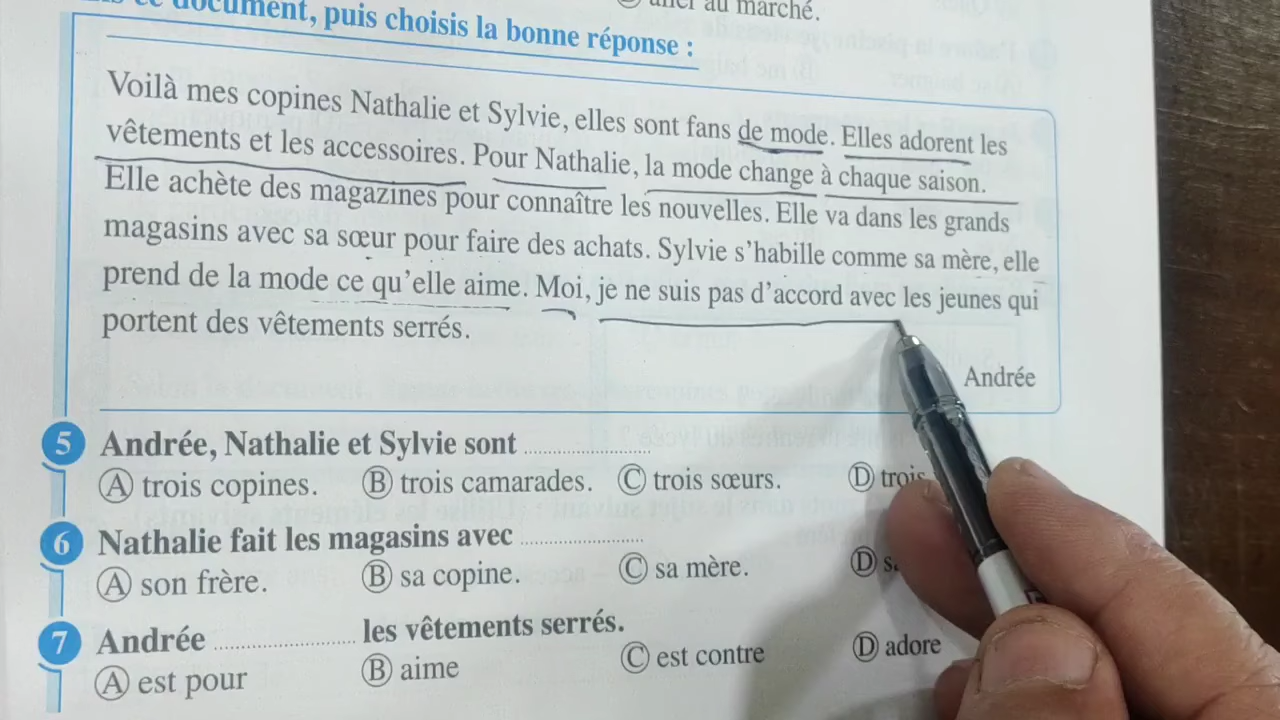 aller au marché.
ce document, puis choisis la bonne réponse :
Voilà mes copines Nathalie et Sylvie, elles sont fans de mode. Elles adorent les
vêtements et les accessoires. Pour Nathalie, la mode change à chaque saison.
Elle achète des magazines pour connaître les nouvelles. Elle va dans les grands
magasins avec sa sœur pour faire des achats. Sylvie s’habille comme sa mère, elle
prend de la mode ce qu’elle aime. Moi, je ne suis pas d’accord avec les jeunes qui
portent des vêtements serrés.
Andrée
5 Andrée, Nathalie et Sylvie sont ........................
A trois copines. B trois camarades. C trois sœurs. D trois
6 Nathalie fait les magasins avec ........................
A son frère. B sa copine. C sa mère. D
7 Andrée ........................ les vêtements serrés.
A est pour B aime C est contre D adore